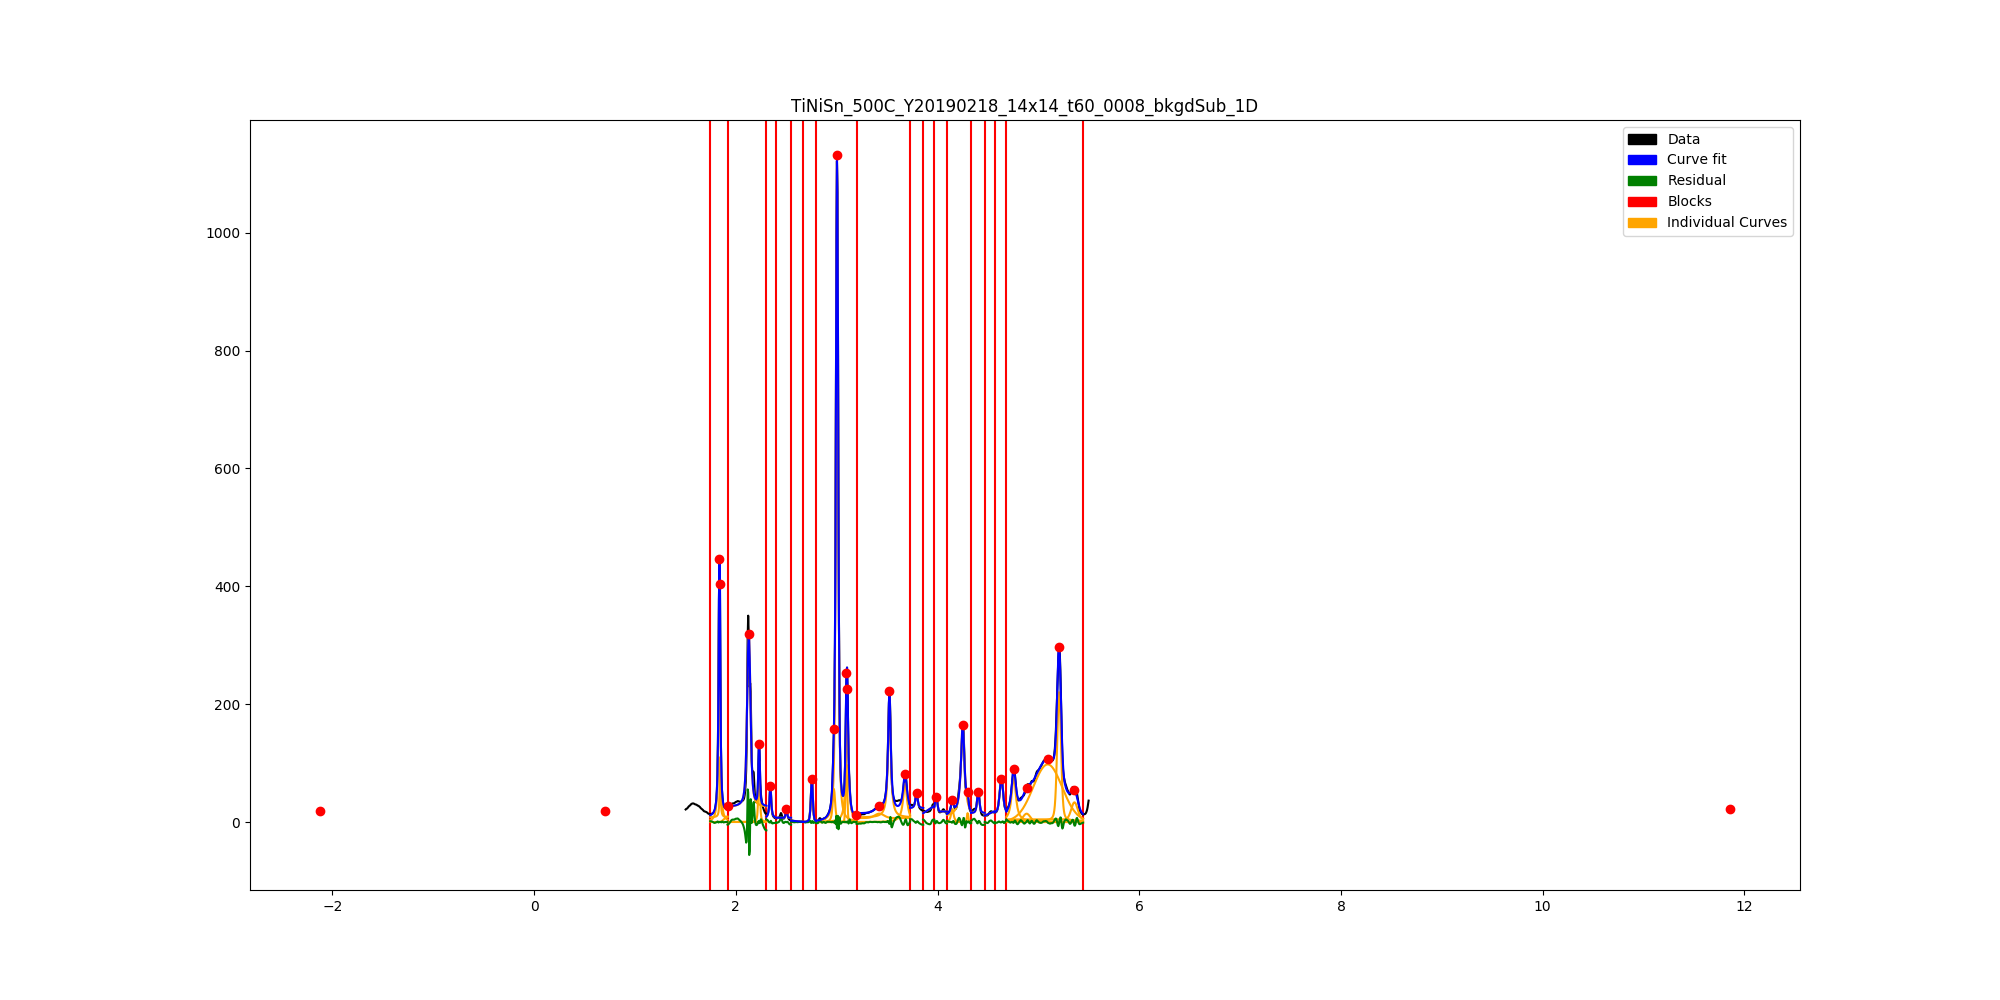 TiNiSn_500C_Y20190218_14x14_t60_0008_bkgdSub_1D
Data
Curve fit
Residual
Blocks
Individual Curves
1000
800
600
400
200
0
−2
0
2
4
6
8
10
12